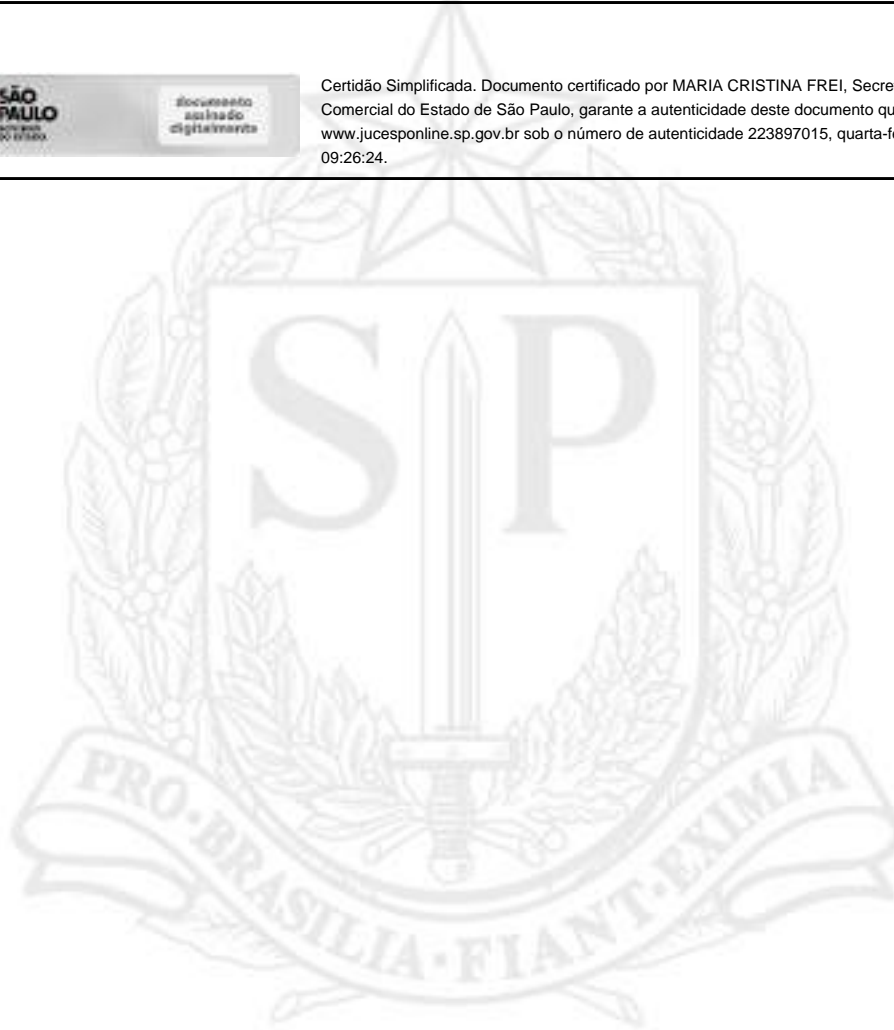 SÃO
PAULO
documento
assinado
digitalmente
Certidão Simplificada. Documento certificado por MARIA CRISTINA FREI, Secre
Comercial do Estado de São Paulo, garante a autenticidade deste documento qu
www.jucesponline.sp.gov.br sob o número de autenticidade 223897015, quarta-fe
09:26:24.
S P
PRO·BRASILIA·FIANT·EXIMIA